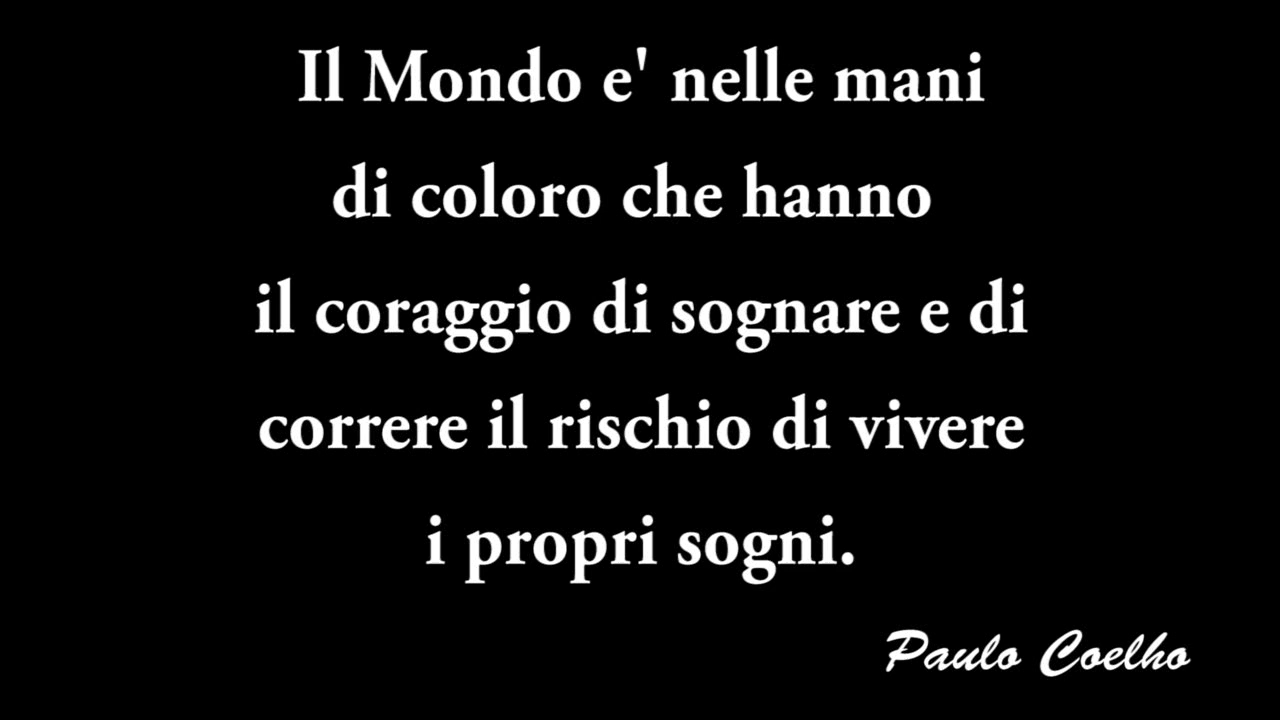 Il Mondo e' nelle mani
di coloro che hanno
il coraggio di sognare e di
correre il rischio di vivere
i propri sogni.
Paulo Coelho